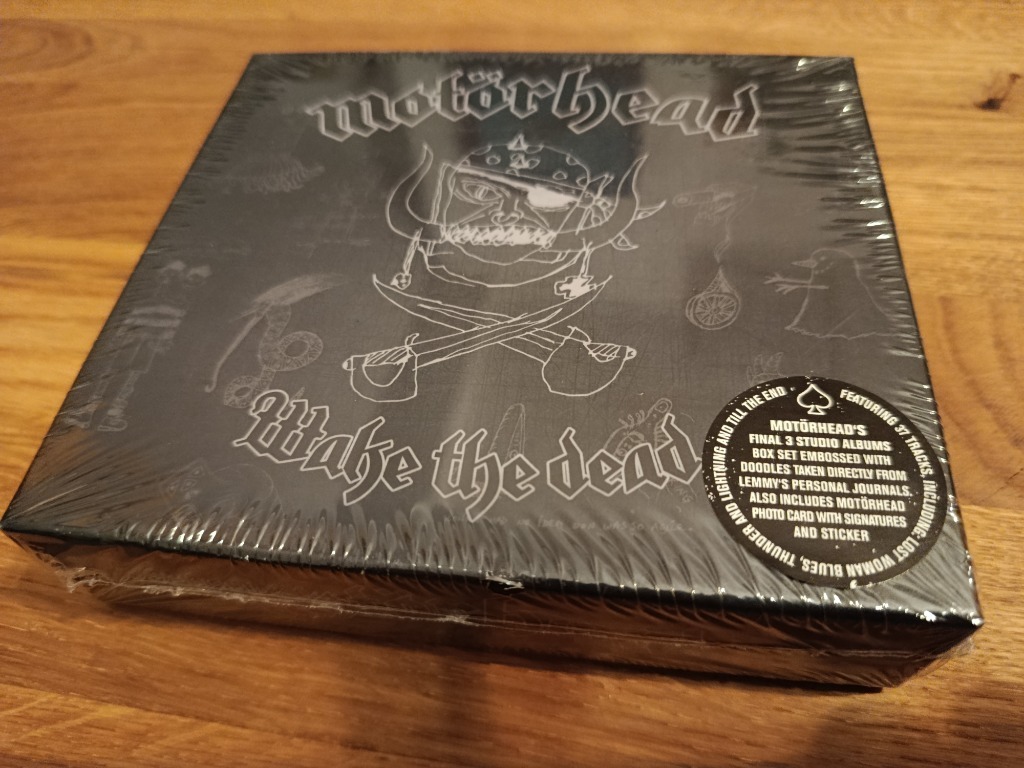 motörhead
Wake the dead
FEATURING 37 TRACKS, INCLUDING: LOST WOMAN BLUES, THUNDER AND LIGHTNING AND TILL THE END
MOTÖRHEAD'S
FINAL 3 STUDIO ALBUMS
BOX SET EMBOSSED WITH
DOODLES TAKEN DIRECTLY FROM
LEMMY'S PERSONAL JOURNALS.
ALSO INCLUDES MOTÖRHEAD
PHOTO CARD WITH SIGNATURES
AND STICKER